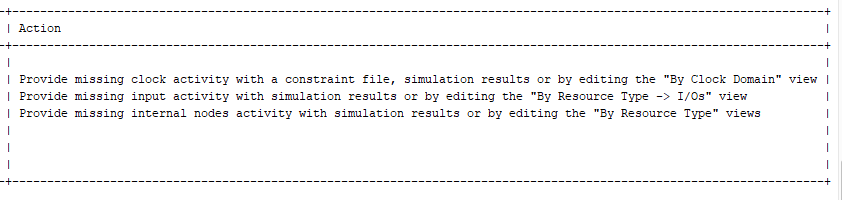 Action
Provide missing clock activity with a constraint file, simulation results or by editing the "By Clock Domain" view
Provide missing input activity with simulation results or by editing the "By Resource Type -> I/Os" view
Provide missing internal nodes activity with simulation results or by editing the "By Resource Type" views